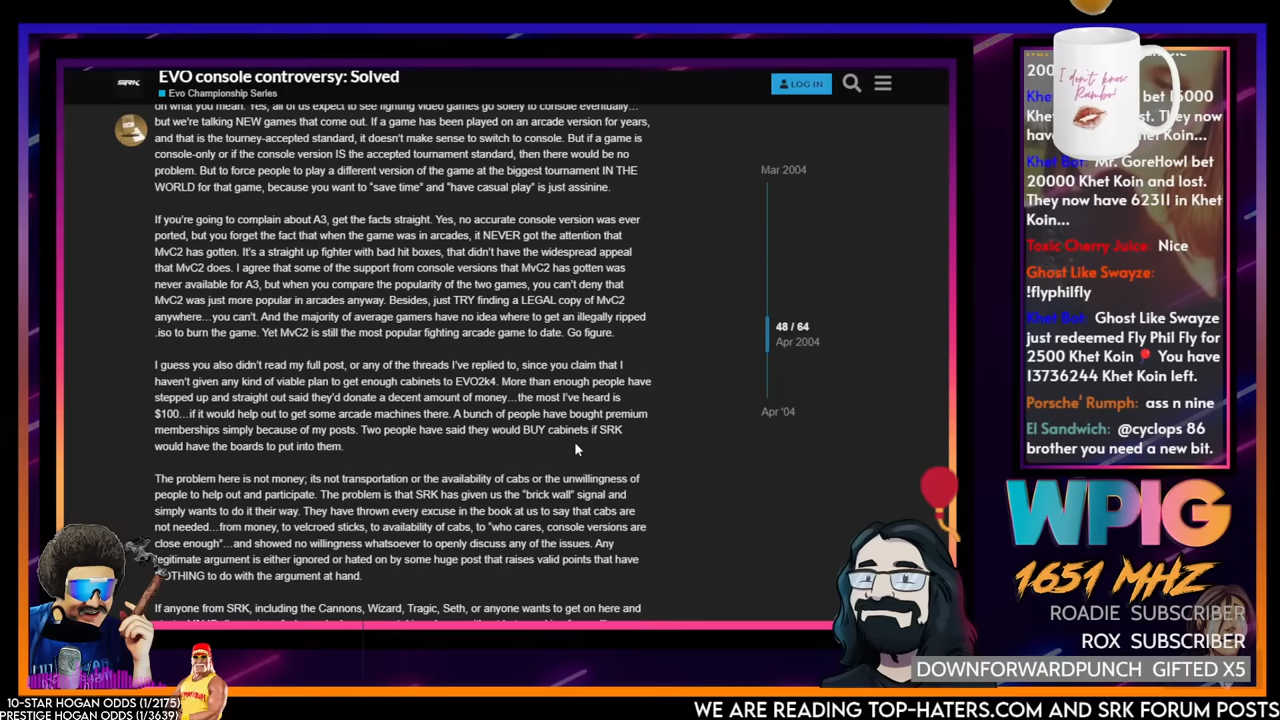 SRK
EVO console controversy: Solved
Evo Championship Series
LOG IN
on what you mean. Yes, all of us expect to see fighting video games go solely to console eventually...
but we're talking NEW games that come out. If a game has been played on an arcade version for years,
and that is the tourney-accepted standard, it doesn't make sense to switch to console. But if a game is
console-only or if the console version IS the accepted tournament standard, then there would be no
problem. But to force people to play a different version of the game at the biggest tournament IN THE
WORLD for that game, because you want to "save time" and "have casual play" is just assinine.
If you're going to complain about A3, get the facts straight. Yes, no accurate console version was ever
ported, but you forget the fact that when the game was in arcades, it NEVER got the attention that
MvC2 has gotten. It's a straight up fighter with bad hit boxes, that didn't have the widespread appeal
that MvC2 does. I agree that some of the support from console versions that MvC2 has gotten was
never available for A3, but when you compare the popularity of the two games, you can't deny that
MvC2 was just more popular in arcades anyway. Besides, just TRY finding a LEGAL copy of MvC2
anywhere...you can't. And the majority of average gamers have no idea where to get an illegally ripped
.iso to burn the game. Yet MvC2 is still the most popular fighting arcade game to date. Go figure.
I guess you also didn't read my full post, or any of the threads I've replied to, since you claim that I
haven't given any kind of viable plan to get enough cabinets to EVO2k4. More than enough people have
stepped up and straight out said they'd donate a decent amount of money...the most I've heard is
$100...if it would help out to get some arcade machines there. A bunch of people have bought premium
memberships simply because of my posts. Two people have said they would BUY cabinets if SRK
would have the boards to put into them.
The problem here is not money; its not transportation or the availability of cabs or the unwillingness of
people to help out and participate. The problem is that SRK has given us the "brick wall" signal and
simply wants to do it their way. They have thrown every excuse in the book at us to say that cabs are
not needed...from money, to velcroed sticks, to availability of cabs, to "who cares, console versions are
close enough"...and showed no willingness whatsoever to openly discuss any of the issues. Any
legitimate argument is either ignored or hated on by some huge post that raises valid points that have
NOTHING to do with the argument at hand.
If anyone from SRK, including the Cannons, Wizard, Tragic, Seth, or anyone wants to get on here and
Mar 2004
48 / 64
Apr 2004
Apr '04
I don't know
Rambo!
200
Khe bet 15000
Khe st. They now
hav het Koin...
Khet Bot: Mr. GoreHowl bet
20000 Khet Koin and lost.
They now have 62311 in Khet
Koin...
Toxic Cherry Juice: Nice
Ghost Like Swayze:
!flyphilfly
Khet Bot: Ghost Like Swayze
just redeemed Fly Phil Fly for
2500 Khet Koin You have
13736244 Khet Koin left.
Porsche' Rumph: ass n nine
El Sandwich: @cyclops 86
brother you need a new bit.
WPIG
1651 MHZ
ROADIE SUBSCRIBER
ROX SUBSCRIBER
DOWNFORWARDPUNCH GIFTED X5
10-STAR HOGAN ODDS (1/2175)
PRESTIGE HOGAN ODDS (1/3639)
WE ARE READING TOP-HATERS.COM AND SRK FORUM POSTS